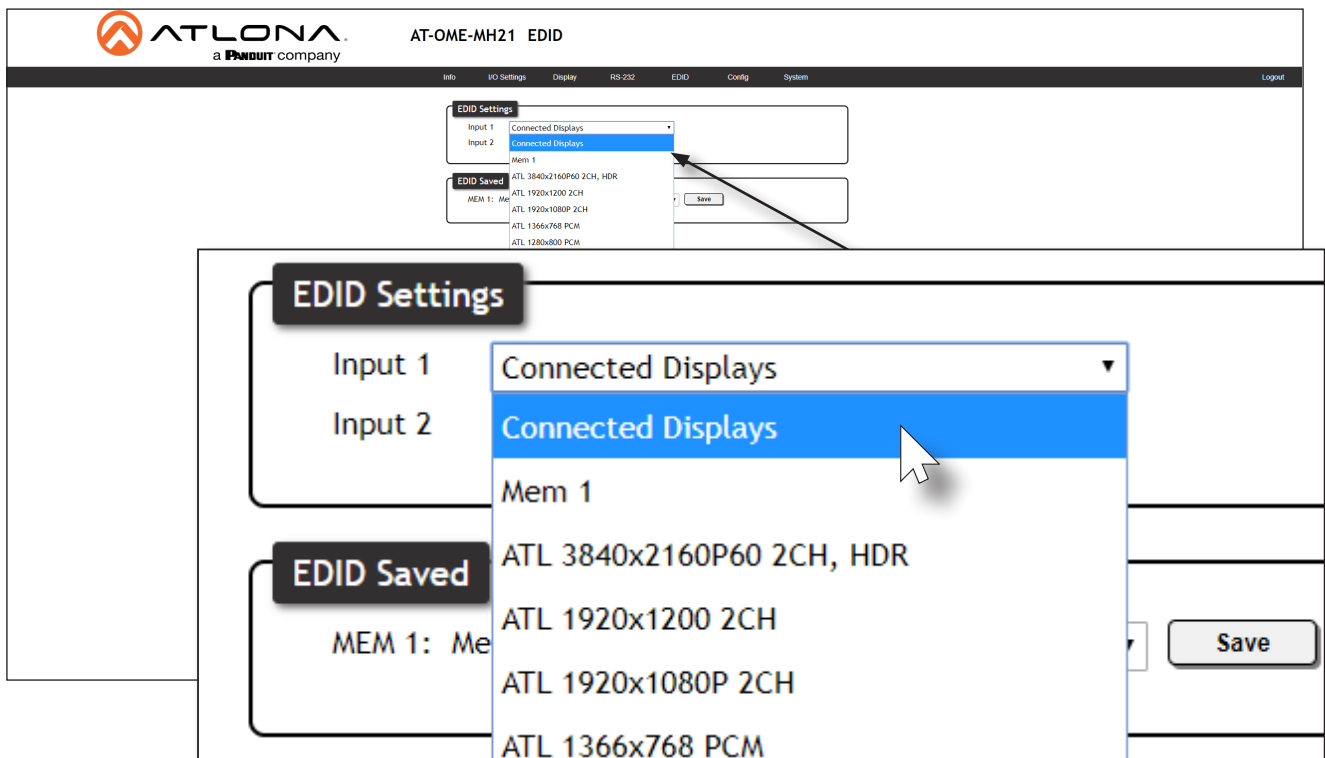 ATLONA.
a PANDUIT company
AT-OME-MH21 EDID
Info I/O Settings Display RS-232 EDID Config System Logout
EDID Settings
Input 1 Connected Displays
Input 2 Connected Displays
Mem 1
ATL 3840x2160P60 2CH, HDR
EDID Saved
ATL 1920x1200 2CH
MEM 1: Me Save
ATL 1920x1080P 2CH
ATL 1366x768 PCM
ATL 1280x800 PCM
EDID Settings
Input 1 Connected Displays
Input 2 Connected Displays
Mem 1
ATL 3840x2160P60 2CH, HDR
EDID Saved
ATL 1920x1200 2CH
MEM 1: Me Save
ATL 1920x1080P 2CH
ATL 1366x768 PCM